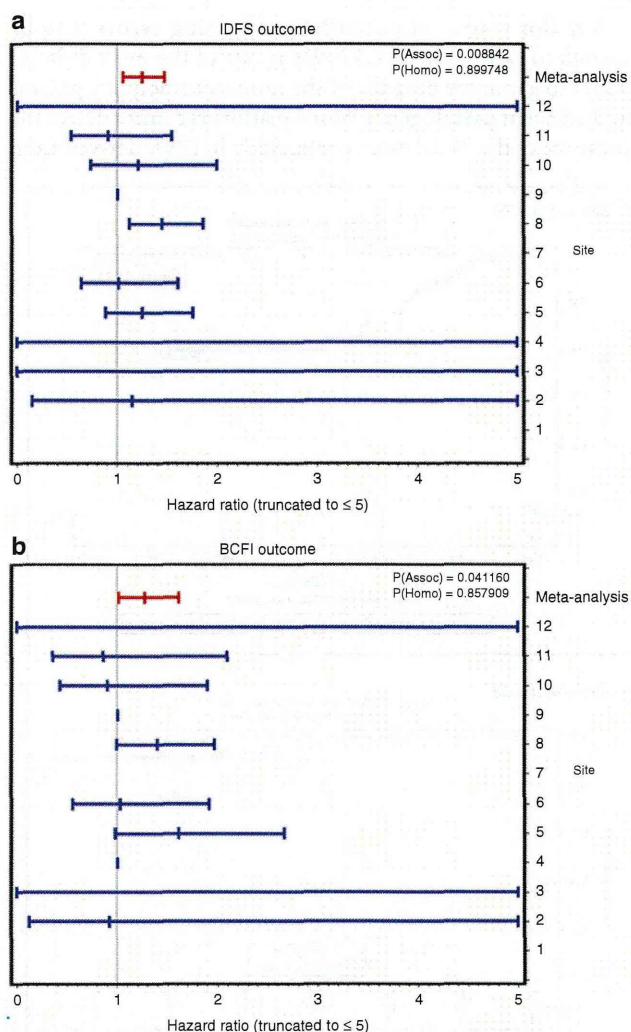 a
IDFS outcome
P(Assoc) = 0.008842
P(Homo) = 0.899748
Meta-analysis
12
11
10
9
8
7
Site
6
5
4
3
2
1
0 1 2 3 4 5
Hazard ratio (truncated to ≤ 5)
b
BCFI outcome
P(Assoc) = 0.041160
P(Homo) = 0.857909
Meta-analysis
12
11
10
9
8
7
Site
6
5
4
3
2
1
0 1 2 3 4 5
Hazard ratio (truncated to ≤ 5)